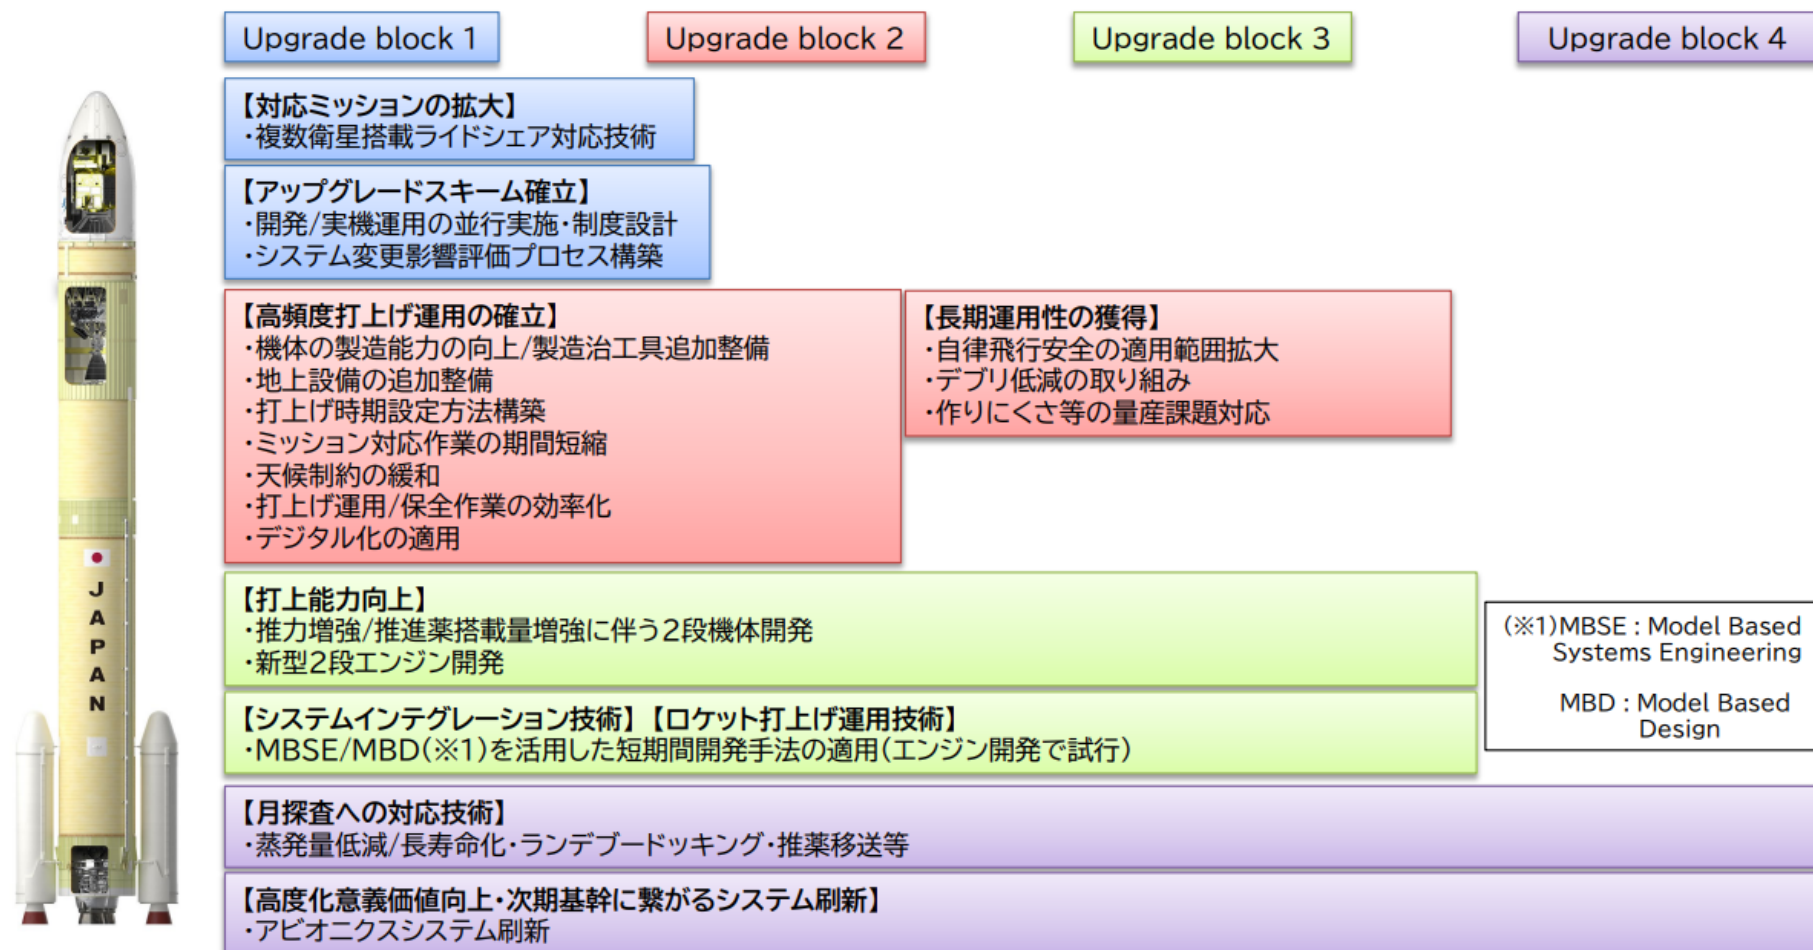 Upgrade block 1
Upgrade block 2
Upgrade block 3
Upgrade block 4
【対応ミッションの拡大】
・複数衛星搭載ライドシェア対応技術
【アップグレードスキーム確立】
・開発/実機運用の並行実施・制度設計
・システム変更影響評価プロセス構築
【高頻度打上げ運用の確立】
・機体の製造能力の向上/製造治工具追加整備
・地上設備の追加整備
・打上げ時期設定方法構築
・ミッション対応作業の期間短縮
・天候制約の緩和
・打上げ運用/保全作業の効率化
・デジタル化の適用
【長期運用性の獲得】
・自律飛行安全の適用範囲拡大
・デブリ低減の取り組み
・作りにくさ等の量産課題対応
【打上能力向上】
・推力増強/推進薬搭載量増強に伴う2段機体開発
・新型2段エンジン開発
【システムインテグレーション技術】【ロケット打上げ運用技術】
・MBSE/MBD(※1)を活用した短期間開発手法の適用(エンジン開発で試行)
(※1)MBSE : Model Based
Systems Engineering
MBD : Model Based
Design
【月探査への対応技術】
・蒸発量低減/長寿命化・ランデブードッキング・推薬移送等
【高度化意義価値向上・次期基幹に繋がるシステム刷新】
・アビオニクスシステム刷新
JAPAN